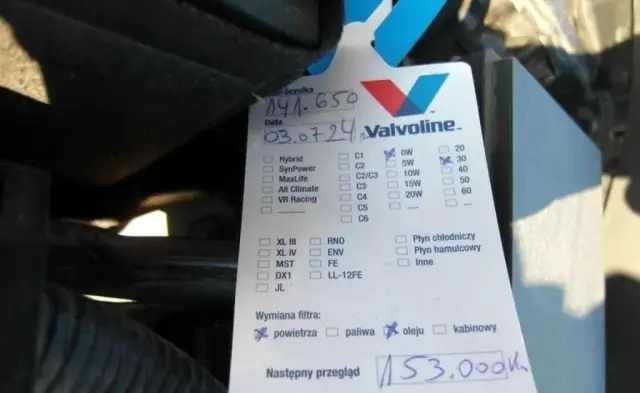 licznika
141.650
Data
03.07.24
Valvoline™
Hybrid C1 0W 20
SynPower C2 5W 30
MaxLife C2/C3 10W 40
All Climate C3 15W 50
VR Racing C4 20W 60
C5
C6
XL III RNO Płyn chłodniczy
XL IV ENV Płyn hamulcowy
MST FE Inne
DX1 LL-12FE
JL
Wymiana filtra:
powietrza paliwa oleju kabinowy
Następny przegląd 153.000 Km